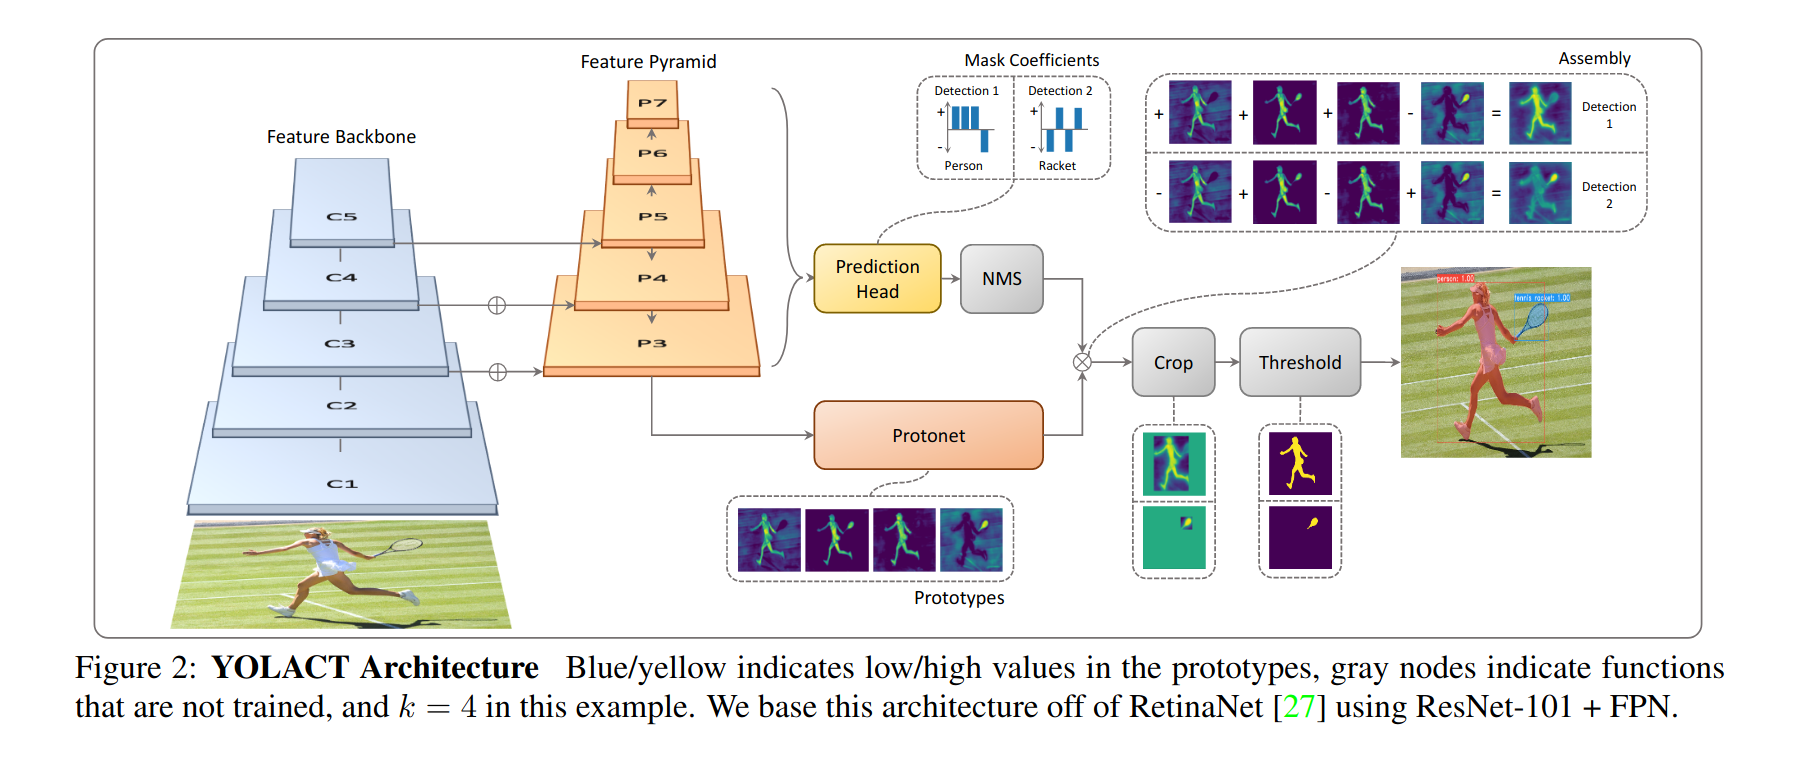 Feature Backbone
C5
C4
C3
C2
C1
Feature Pyramid
P7
P6
P5
P4
P3
Mask Coefficients
Detection 1
+
-
Person
Detection 2
+
-
Racket
Prediction
Head
NMS
Protonet
Prototypes
Assembly
+ + + - = Detection
1
- + - + = Detection
2
Crop
Threshold
person: 1.00
tennis racket: 1.00
Figure 2: YOLACT Architecture Blue/yellow indicates low/high values in the prototypes, gray nodes indicate functions
that are not trained, and k = 4 in this example. We base this architecture off of RetinaNet [27] using ResNet-101 + FPN.